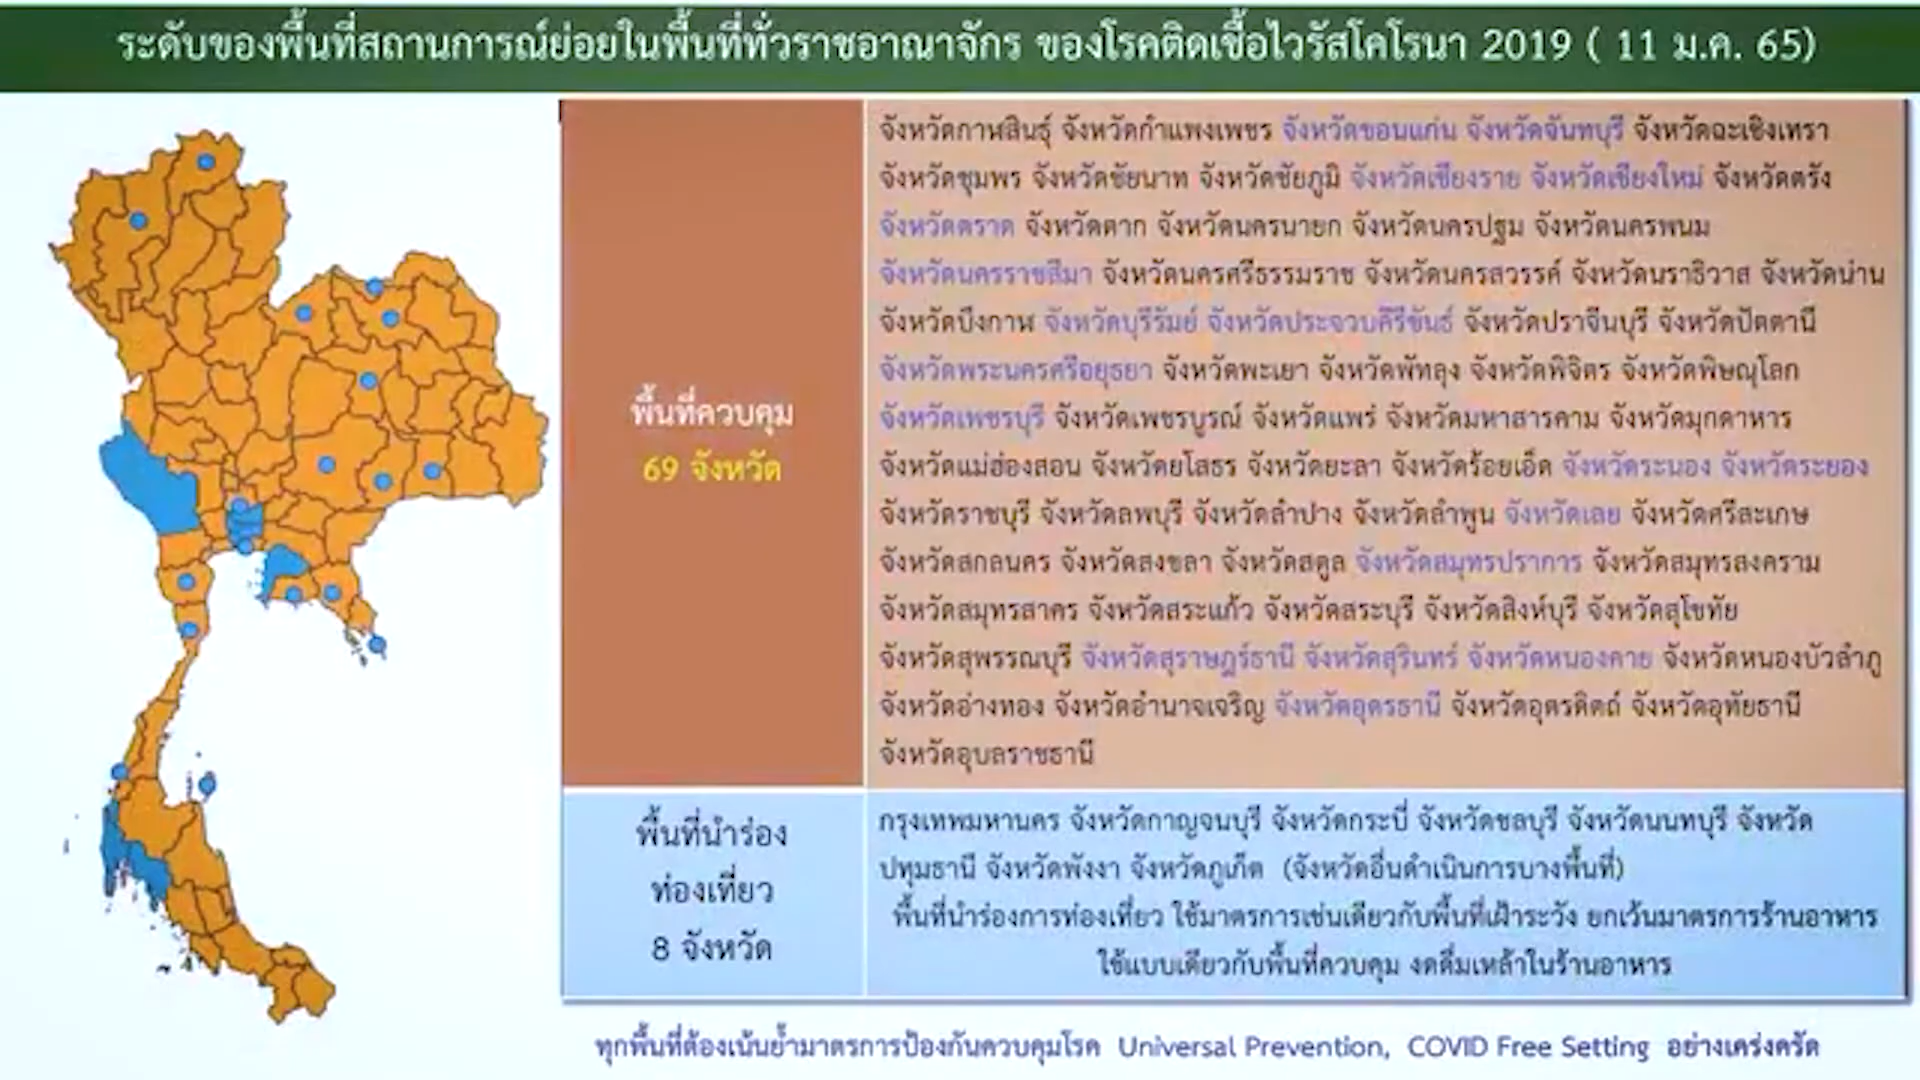 ระดับของพื้นที่สถานการณ์ย่อยในพื้นที่ทั่วราชอาณาจักร ของโรคติดเชื้อไวรัสโคโรนา 2019 ( 11 ม.ค. 65)
พื้นที่ควบคุม
69 จังหวัด
จังหวัดกาฬสินธุ์ จังหวัดกำแพงเพชร จังหวัดขอนแก่น จังหวัดจันทบุรี จังหวัดฉะเชิงเทรา
จังหวัดชุมพร จังหวัดชัยนาท จังหวัดชัยภูมิ จังหวัดเชียงราย จังหวัดเชียงใหม่ จังหวัดตรัง
จังหวัดตราด จังหวัดตาก จังหวัดนครนายก จังหวัดนครปฐม จังหวัดนครพนม
จังหวัดนครราชสีมา จังหวัดนครศรีธรรมราช จังหวัดนครสวรรค์ จังหวัดนราธิวาส จังหวัดน่าน
จังหวัดบึงกาฬ จังหวัดบุรีรัมย์ จังหวัดประจวบคีรีขันธ์ จังหวัดปราจีนบุรี จังหวัดปัตตานี
จังหวัดพระนครศรีอยุธยา จังหวัดพะเยา จังหวัดพัทลุง จังหวัดพิจิตร จังหวัดพิษณุโลก
จังหวัดเพชรบุรี จังหวัดเพชรบูรณ์ จังหวัดแพร่ จังหวัดมหาสารคาม จังหวัดมุกดาหาร
จังหวัดแม่ฮ่องสอน จังหวัดยโสธร จังหวัดยะลา จังหวัดร้อยเอ็ด จังหวัดระนอง จังหวัดระยอง
จังหวัดราชบุรี จังหวัดลพบุรี จังหวัดลำปาง จังหวัดลำพูน จังหวัดเลย จังหวัดศรีสะเกษ
จังหวัดสกลนคร จังหวัดสงขลา จังหวัดสตูล จังหวัดสมุทรปราการ จังหวัดสมุทรสงคราม
จังหวัดสมุทรสาคร จังหวัดสระแก้ว จังหวัดสระบุรี จังหวัดสิงห์บุรี จังหวัดสุโขทัย
จังหวัดสุพรรณบุรี จังหวัดสุราษฎร์ธานี จังหวัดสุรินทร์ จังหวัดหนองคาย จังหวัดหนองบัวลำภู
จังหวัดอ่างทอง จังหวัดอำนาจเจริญ จังหวัดอุดรธานี จังหวัดอุตรดิตถ์ จังหวัดอุทัยธานี
จังหวัดอุบลราชธานี
พื้นที่นำร่อง
ท่องเที่ยว
8 จังหวัด
กรุงเทพมหานคร จังหวัดกาญจนบุรี จังหวัดกระบี่ จังหวัดชลบุรี จังหวัดนนทบุรี จังหวัด
ปทุมธานี จังหวัดพังงา จังหวัดภูเก็ต (จังหวัดอื่นดำเนินการบางพื้นที่)
พื้นที่นำร่องการท่องเที่ยว ใช้มาตรการเช่นเดียวกับพื้นที่เฝ้าระวัง ยกเว้นมาตรการร้านอาหาร
ใช้แบบเดียวกับพื้นที่ควบคุม งดดื่มเหล้าในร้านอาหาร
ทุกพื้นที่ต้องเน้นย้ำมาตรการป้องกันควบคุมโรค Universal Prevention, COVID Free Setting อย่างเคร่งครัด